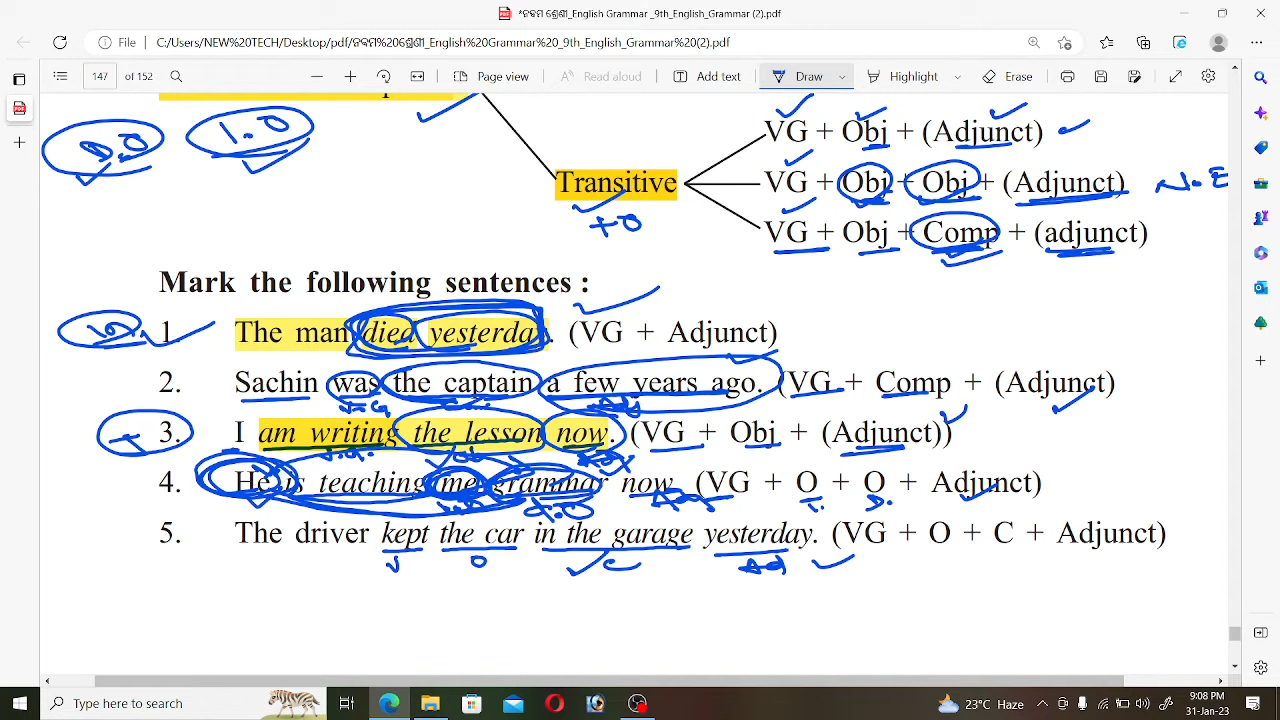 *ନବମ ଶ୍ରେଣୀ_English Grammar _9th_English_Grammar (2).pdf
File C:/Users/NEW%20TECH/Desktop/pdf/ନବମ%20ଶ୍ରେଣୀ_English%20Grammar%20_9th_English_Grammar%20(2).pdf
147 of 152 Page view Read aloud Add text Draw Highlight Erase
D.O I.O
VG + Obj + (Adjunct)
Transitive VG + Obj + Obj + (Adjunct)
+O
VG + Obj + Comp + (adjunct)
Mark the following sentences :
1. The man died yesterday. (VG + Adjunct)
2. Sachin was the captain a few years ago. (VG + Comp + (Adjunct)
3. I am writing the lesson now. (VG + Obj + (Adjunct))
4. He is teaching me grammar now. (VG + O + O + Adjunct)
5. The driver kept the car in the garage yesterday. (VG + O + C + Adjunct)
V O C Ad
Type here to search
23°C Haze
ENG
9:08 PM
31-Jan-23